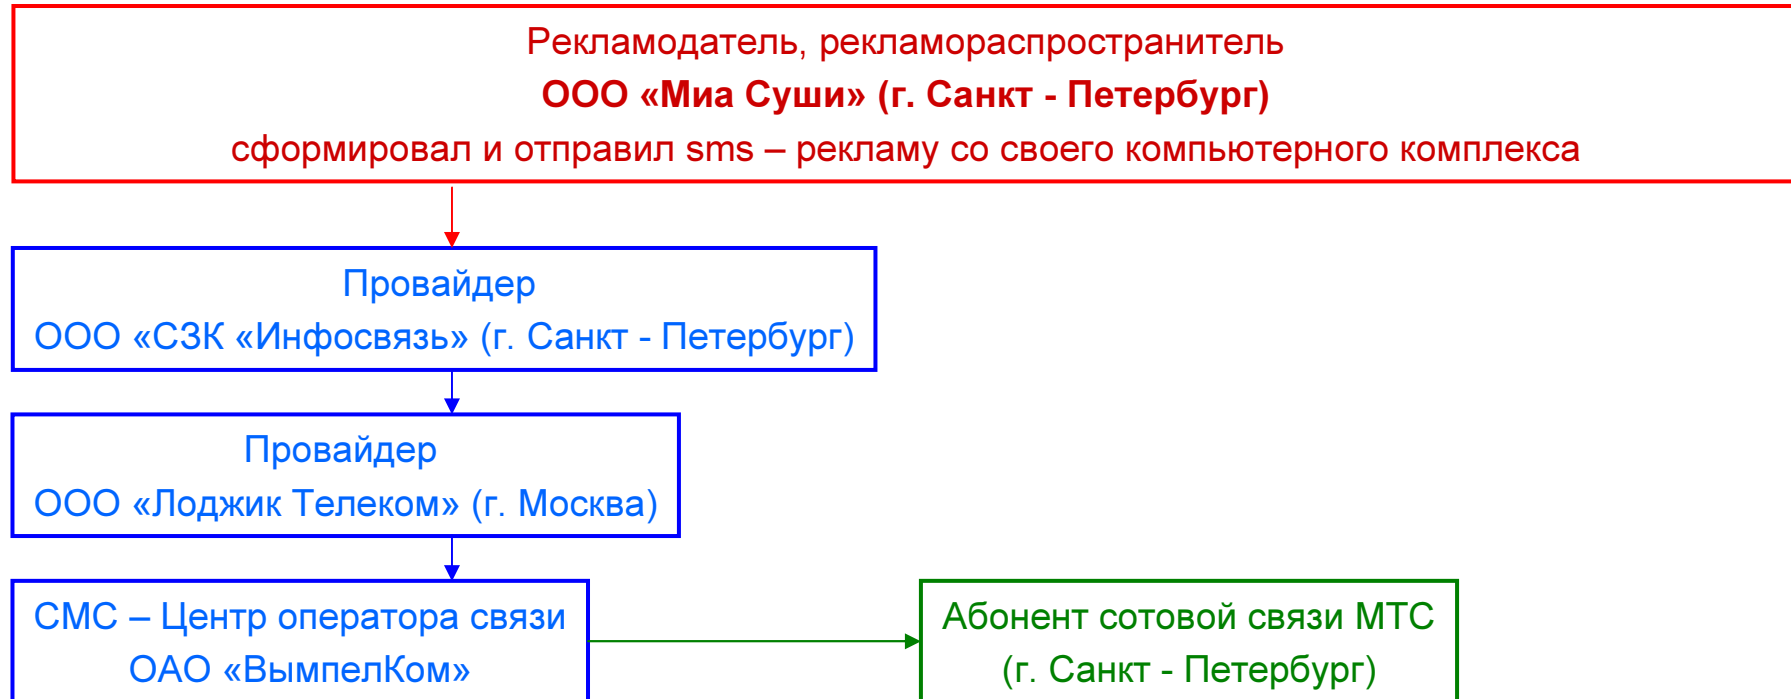 Рекламодатель, рекламораспространитель
ООО «Миа Суши» (г. Санкт - Петербург)
сформировал и отправил sms – рекламу со своего компьютерного комплекса
Провайдер
ООО «СЗК «Инфосвязь» (г. Санкт - Петербург)
Провайдер
ООО «Лоджик Телеком» (г. Москва)
СМС – Центр оператора связи
ОАО «ВымпелКом»
Абонент сотовой связи МТС
(г. Санкт - Петербург)